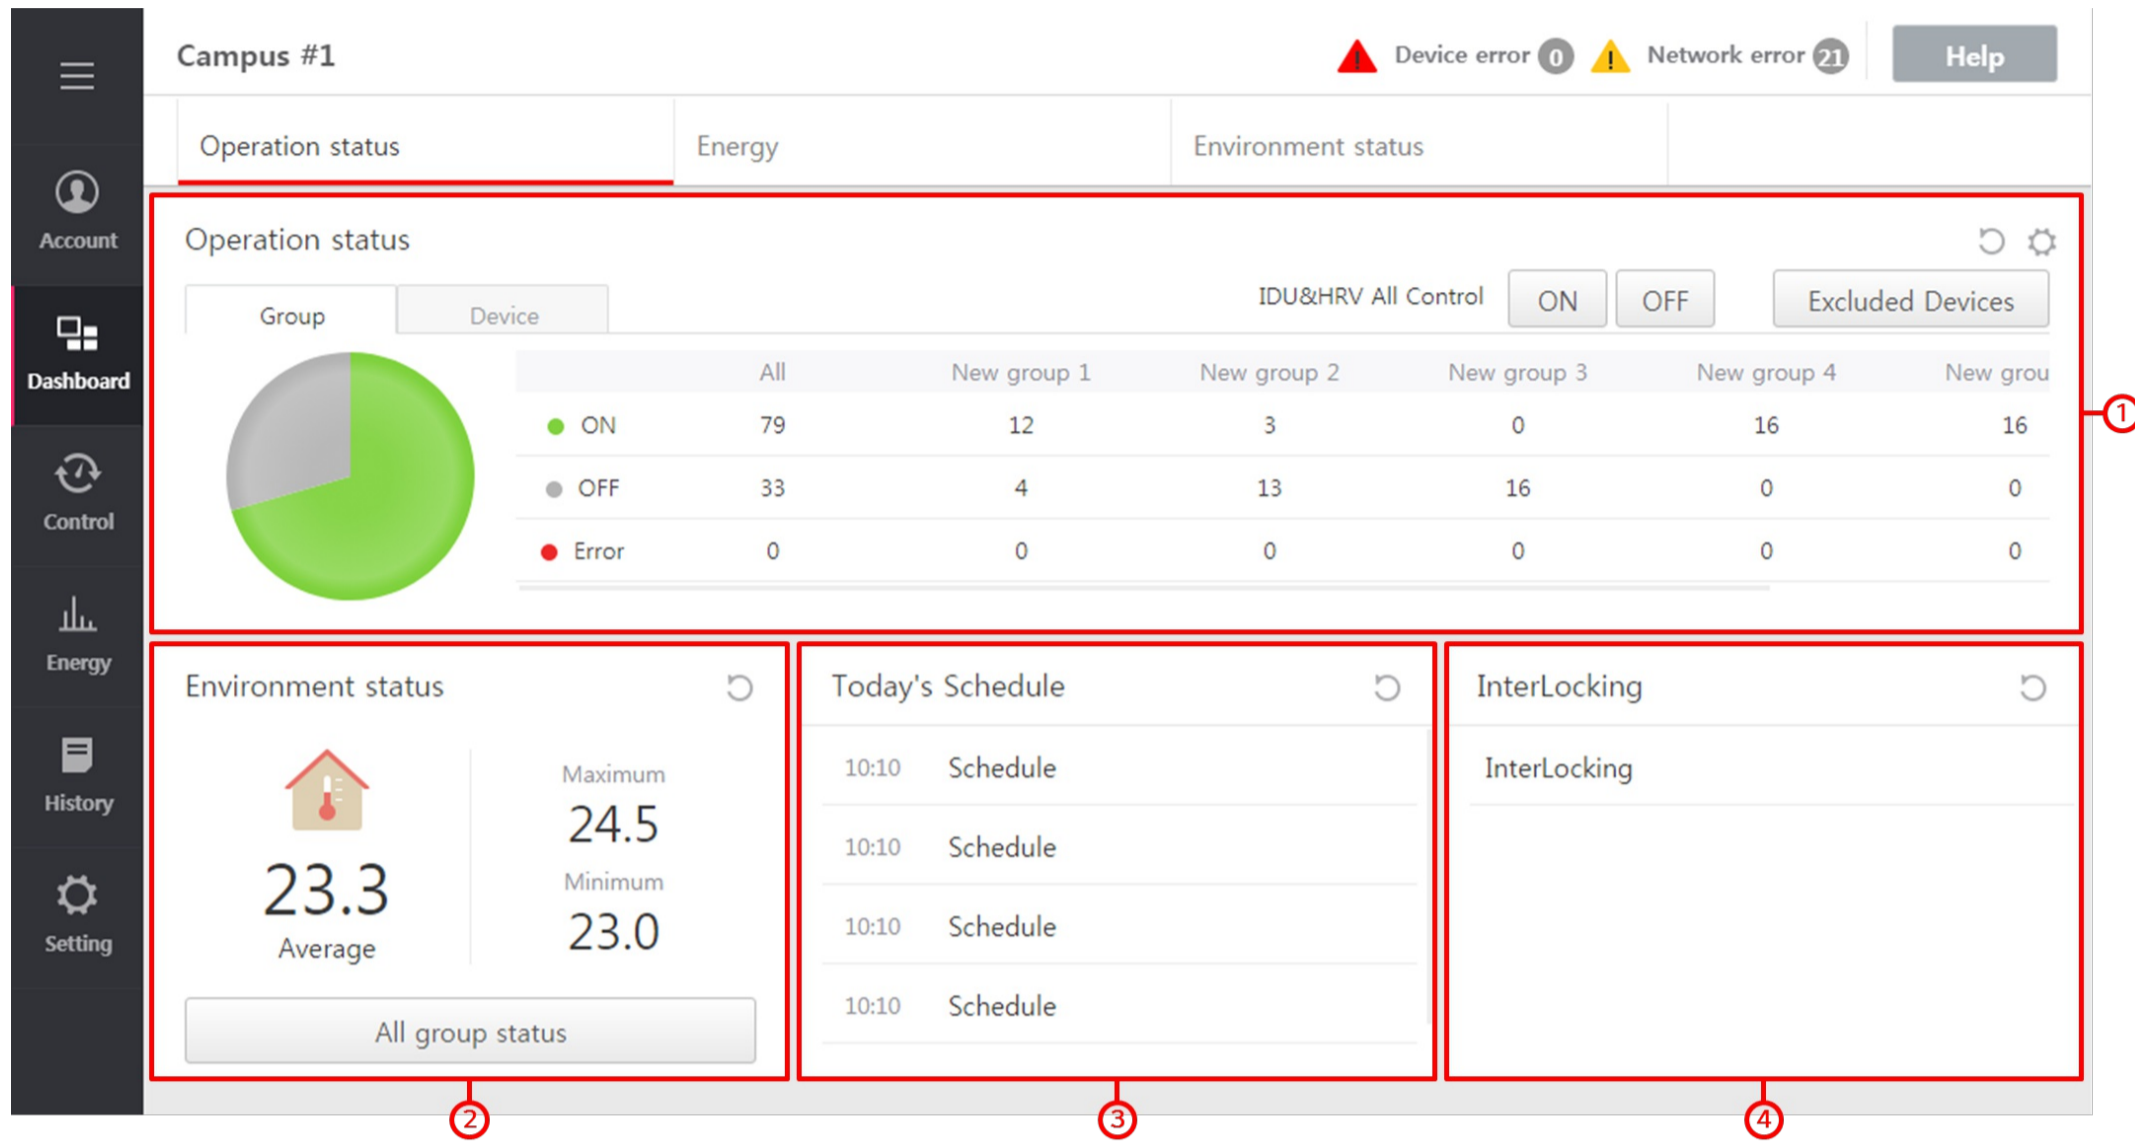 Campus #1
Device error 0
Network error 21
Help
Account
Dashboard
Control
Energy
History
Setting
Operation status Energy Environment status
Operation status
Group Device
IDU&HRV All Control ON OFF Excluded Devices
All New group 1 New group 2 New group 3 New group 4 New grou
ON 79 12 3 0 16 16
OFF 33 4 13 16 0 0
Error 0 0 0 0 0 0
1
Environment status
23.3
Average
Maximum
24.5
Minimum
23.0
All group status
2
Today's Schedule
10:10 Schedule
10:10 Schedule
10:10 Schedule
10:10 Schedule
3
InterLocking
InterLocking
4